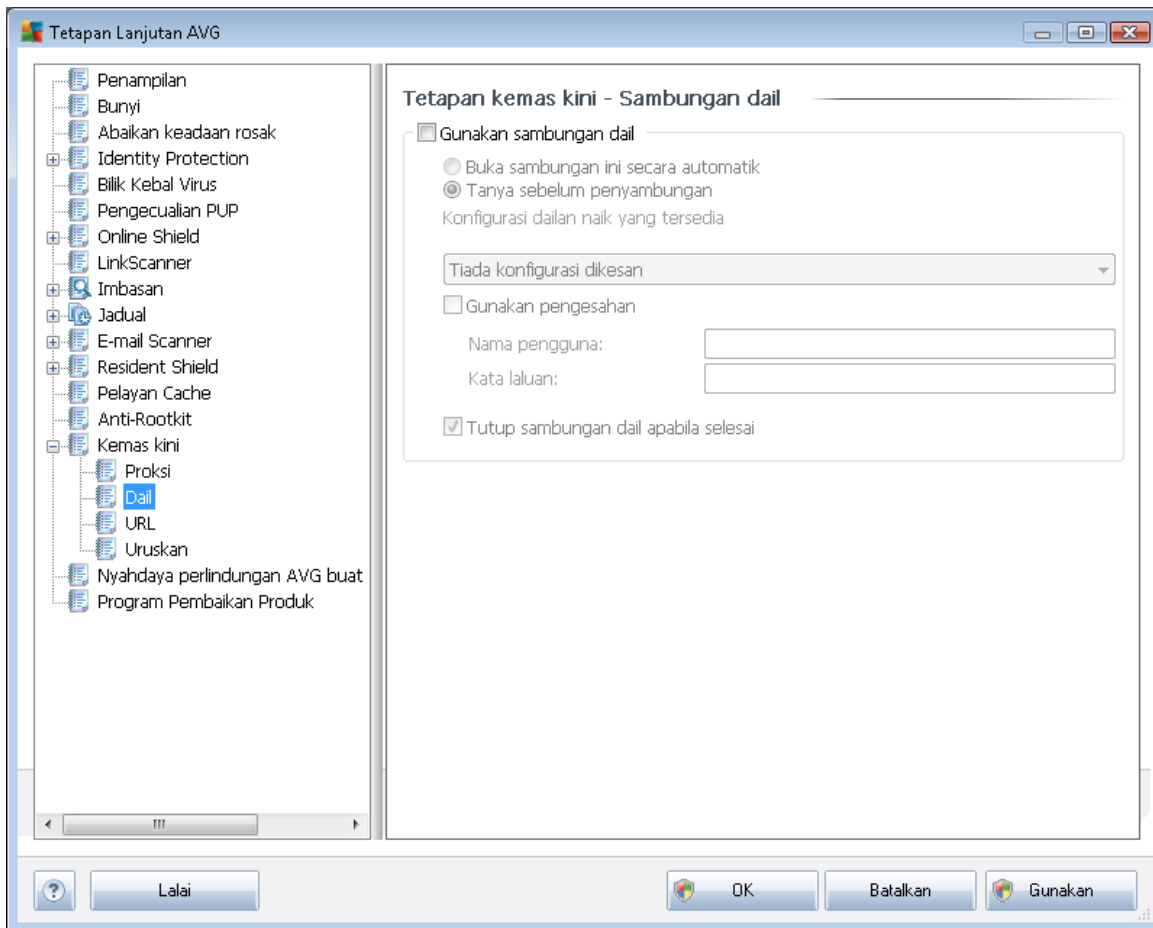 Tetapan Lanjutan AVG
Penampilan
Bunyi
Abaikan keadaan rosak
Identity Protection
Bilik Kebal Virus
Pengecualian PUP
Online Shield
LinkScanner
Imbasan
Jadual
E-mail Scanner
Resident Shield
Pelayan Cache
Anti-Rootkit
Kemas kini
Proksi
Dail
URL
Uruskan
Nyahdaya perlindungan AVG buat
Program Pembaikan Produk
Tetapan kemas kini - Sambungan dail
Gunakan sambungan dail
Buka sambungan ini secara automatik
Tanya sebelum penyambungan
Konfigurasi dailan naik yang tersedia
Tiada konfigurasi dikesan
Gunakan pengesahan
Nama pengguna:
Kata laluan:
Tutup sambungan dail apabila selesai
Lalai
OK
Batalkan
Gunakan